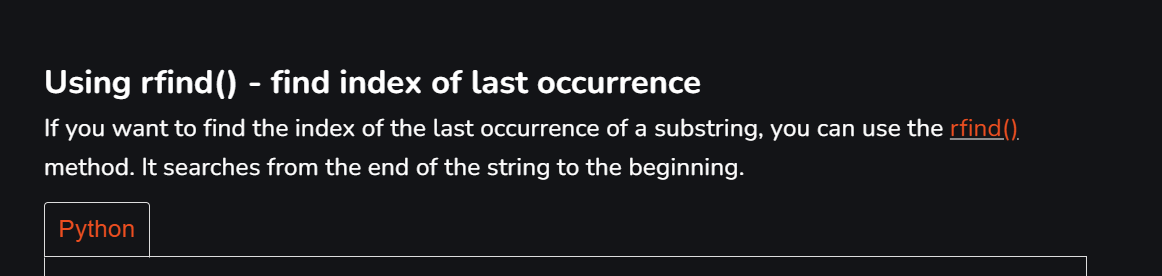 Using rfind() - find index of last occurrence
If you want to find the index of the last occurrence of a substring, you can use the rfind()
method. It searches from the end of the string to the beginning.
Python